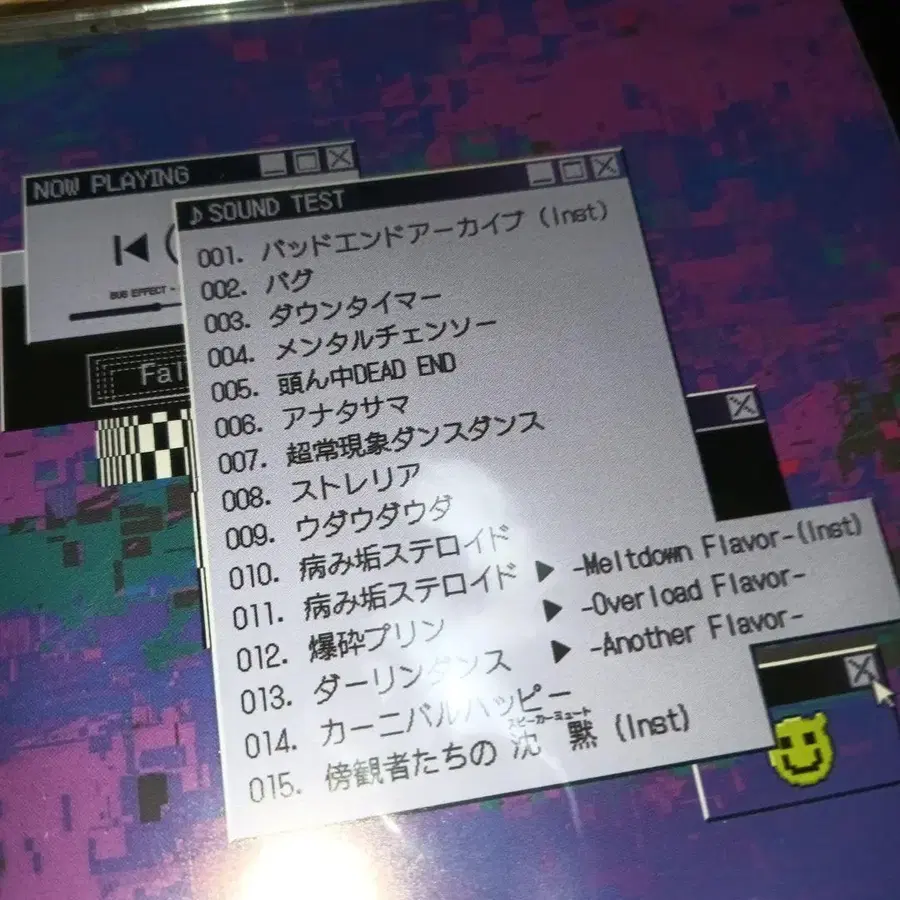 NOW PLAYING
BUG EFFECT -
♪SOUND TEST
001. バッドエンドアーカイブ (Inst)
002. バグ
003. ダウンタイマー
004. メンタルチェンソー
005. 頭ん中DEAD END
006. アナタサマ
007. 超常現象ダンスダンス
008. ストレリア
009. ウダウダウダ
010. 病み垢ステロイド
011. 病み垢ステロイド ▶ -Meltdown Flavor-(Inst)
012. 爆砕プリン ▶ -Overload Flavor-
013. ダーリンダンス ▶ -Another Flavor-
014. カーニバルハッピー
スピーカーミュート
015. 傍観者たちの 沈 黙 (Inst)